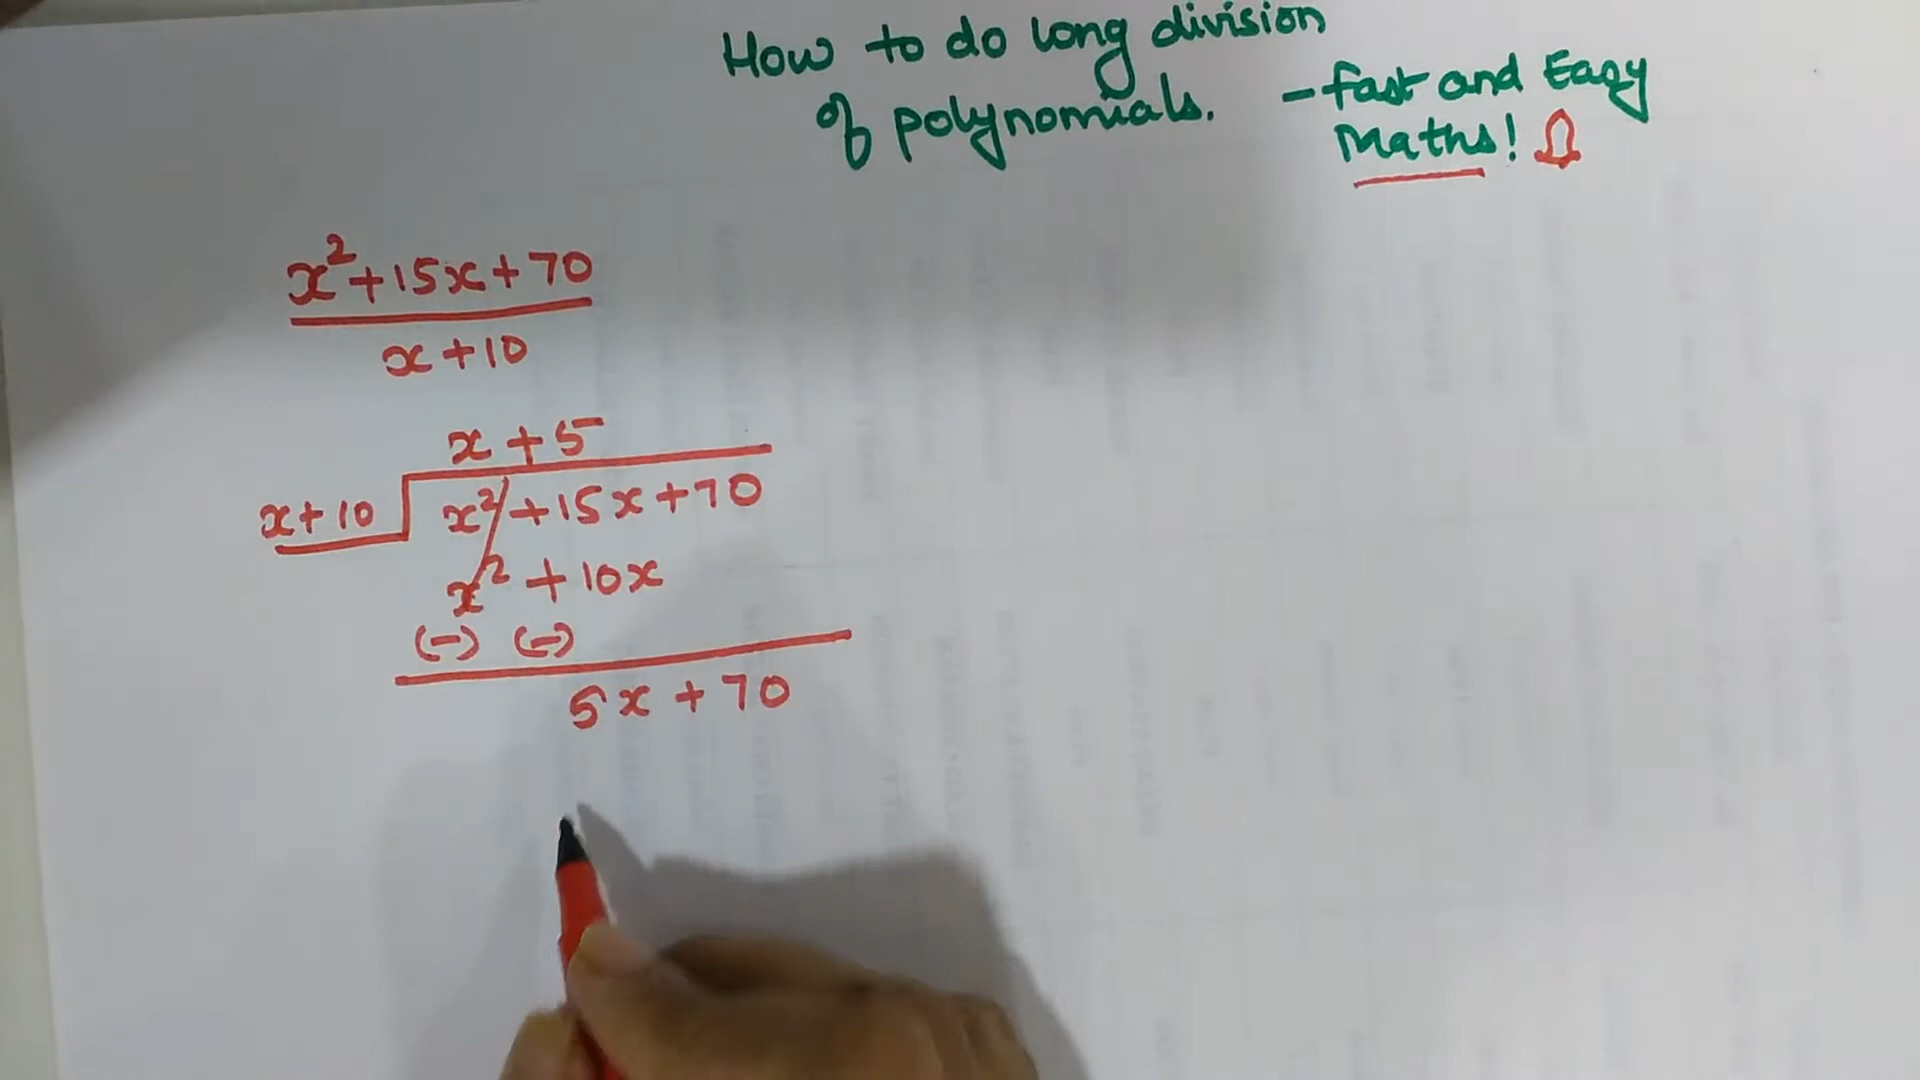 How to do long division
of polynomials. - Fast and Easy
Maths!
x²+15x+70
x+10
x + 5
x+10 x²+15x+70
x² + 10x
(-) (-)
5x + 70